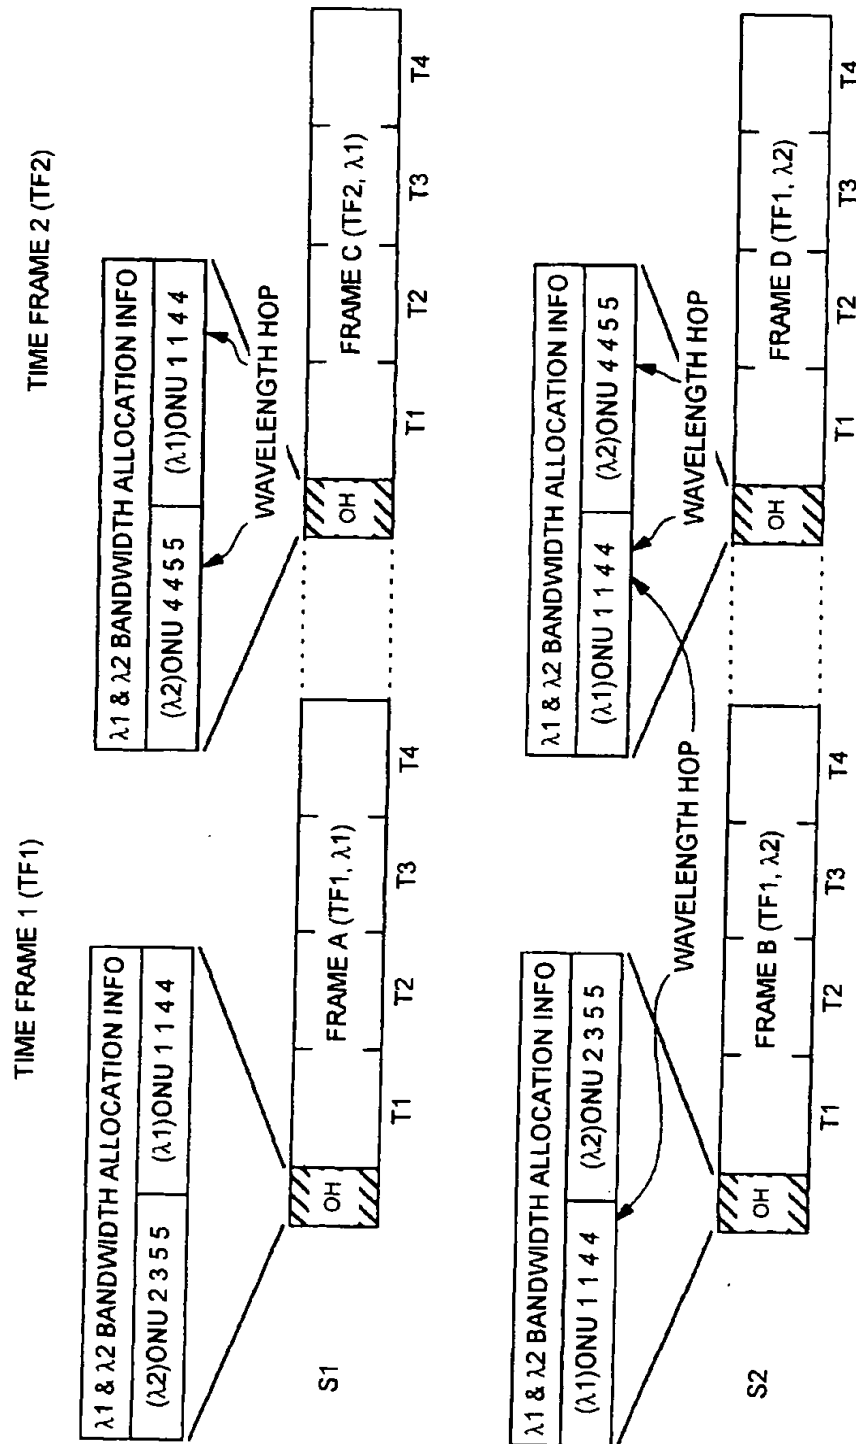 TIME FRAME 1 (TF1)
TIME FRAME 2 (TF2)
λ1 & λ2 BANDWIDTH ALLOCATION INFO
(λ2)ONU 2 3 5 5
(λ1)ONU 1 1 4 4
λ1 & λ2 BANDWIDTH ALLOCATION INFO
(λ2)ONU 4 4 5 5
(λ1)ONU 1 1 4 4
WAVELENGTH HOP
S1
OH
FRAME A (TF1, λ1)
T1
T2
T3
T4
OH
FRAME C (TF2, λ1)
T1
T2
T3
T4
λ1 & λ2 BANDWIDTH ALLOCATION INFO
(λ1)ONU 1 1 4 4
(λ2)ONU 2 3 5 5
WAVELENGTH HOP
λ1 & λ2 BANDWIDTH ALLOCATION INFO
(λ1)ONU 1 1 4 4
(λ2)ONU 4 4 5 5
WAVELENGTH HOP
S2
OH
FRAME B (TF1, λ2)
T1
T2
T3
T4
OH
FRAME D (TF1, λ2)
T1
T2
T3
T4